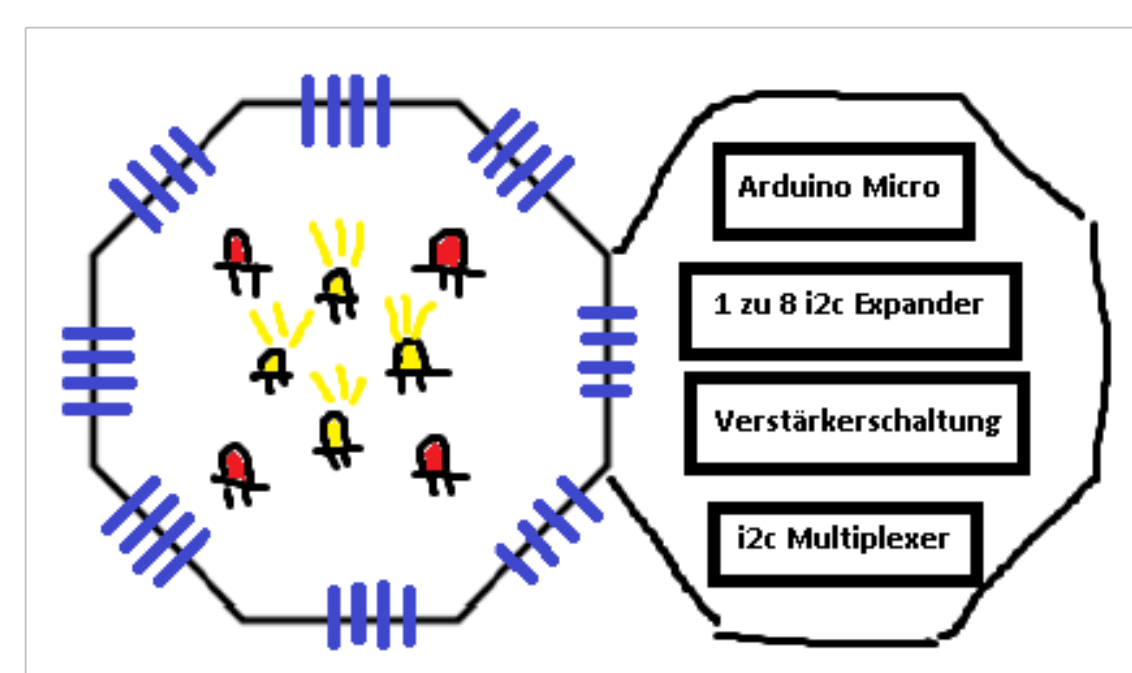 Arduino Micro
1 zu 8 i2c Expander
Verstärkerschaltung
i2c Multiplexer